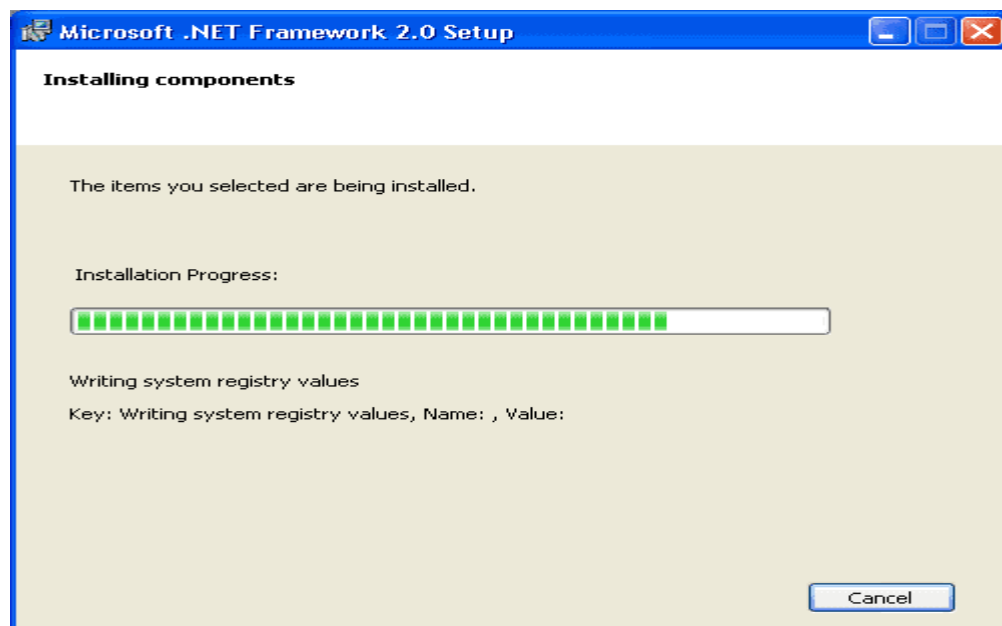 Microsoft .NET Framework 2.0 Setup
Installing components
The items you selected are being installed.
Installation Progress:
Writing system registry values
Key: Writing system registry values, Name: , Value:
Cancel